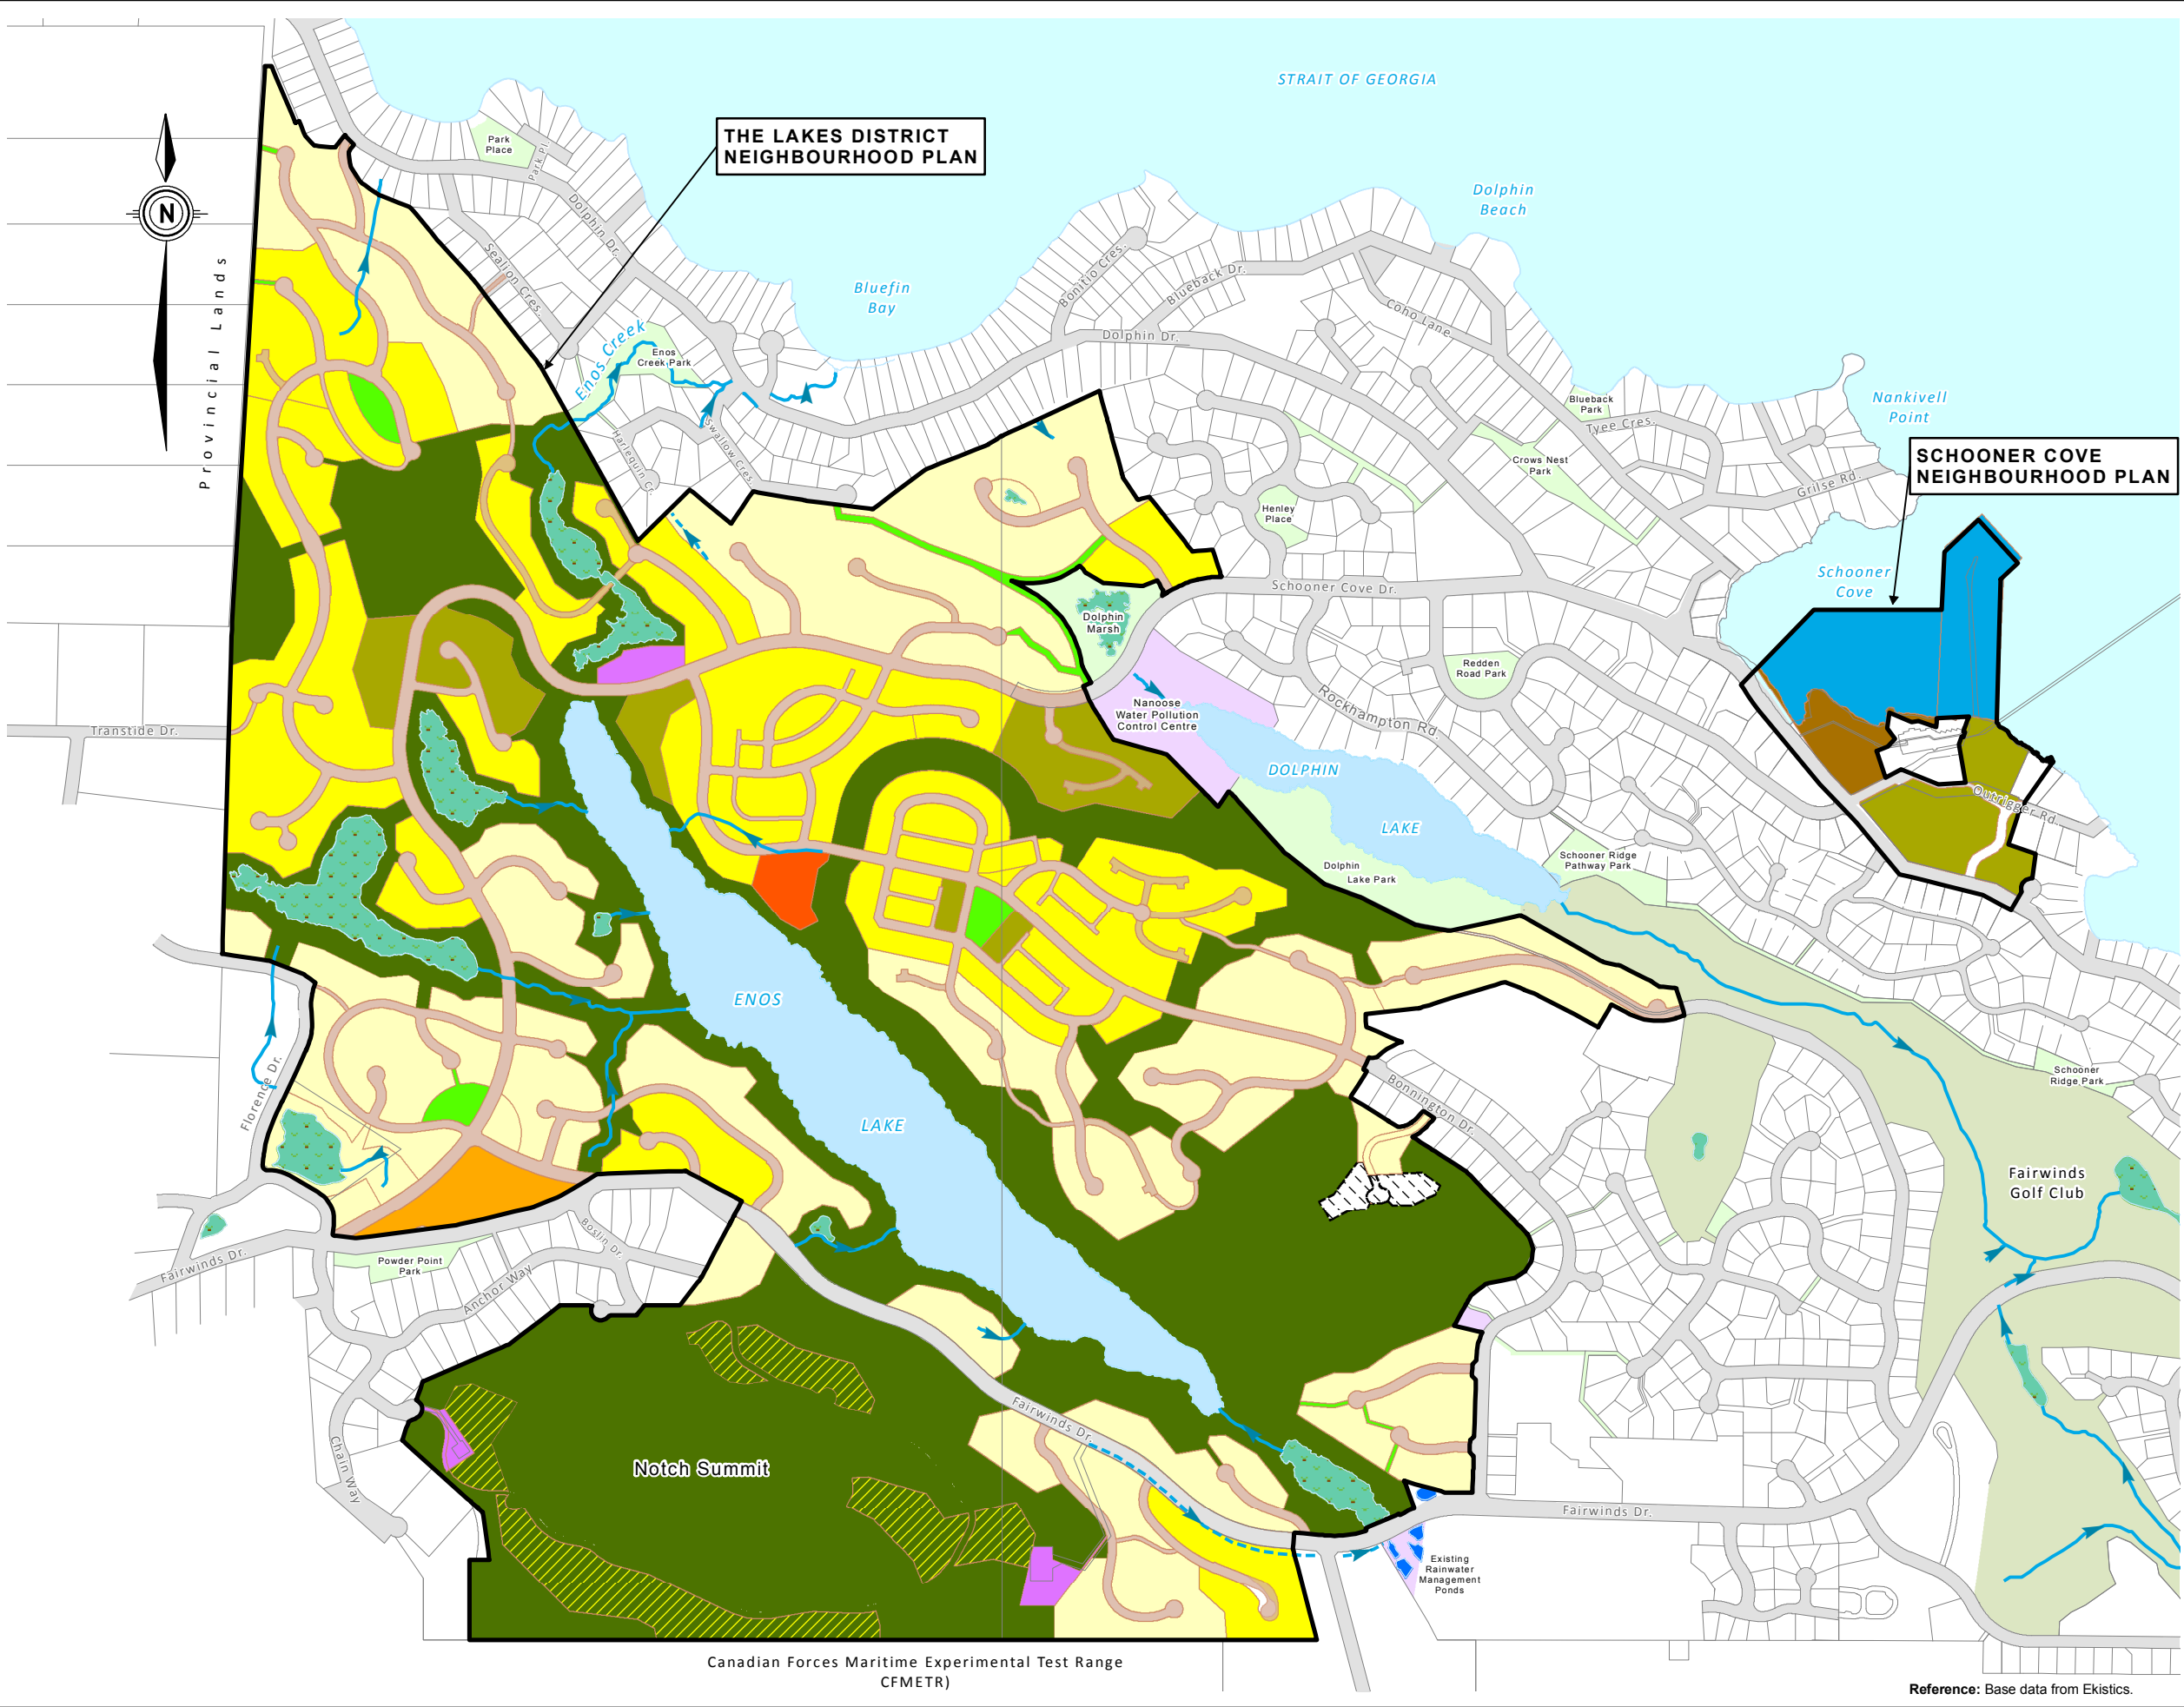 STRAIT OF GEORGIA
THE LAKES DISTRICT
NEIGHBOURHOOD PLAN
Park
Place
Park Pl.
Dolphin Dr.
Dolphin
Beach
N
Provincial Lands
Sealion Cres.
Bluefin
Bay
Bonitio Cres.
Blueback Dr.
Coho Lane
Dolphin Dr.
Enos Creek
Enos
Creek Park
Harlequin Cr.
Swallow Cres.
Blueback
Park
Tyee Cres.
Nankivell
Point
Crows Nest
Park
Grilse Rd.
SCHOONER COVE
NEIGHBOURHOOD PLAN
Henley
Place
Schooner
Cove
Schooner Cove Dr.
Dolphin
Marsh
Redden
Road Park
Rockhampton Rd.
Nanoose
Water Pollution
Control Centre
Transtide Dr.
DOLPHIN
LAKE
Outrigger Rd.
Dolphin
Lake Park
Schooner Ridge
Pathway Park
ENOS
LAKE
Florence Dr.
Bonnington Dr.
Schooner
Ridge Park
Fairwinds
Golf Club
Fairwinds Dr.
Powder Point
Park
Boslin Dr.
Anchor Way
Chain Way
Notch Summit
Fairwinds Dr.
Fairwinds Dr.
Existing
Rainwater
Management
Ponds
Canadian Forces Maritime Experimental Test Range
CFMETR)
Reference: Base data from Ekistics.